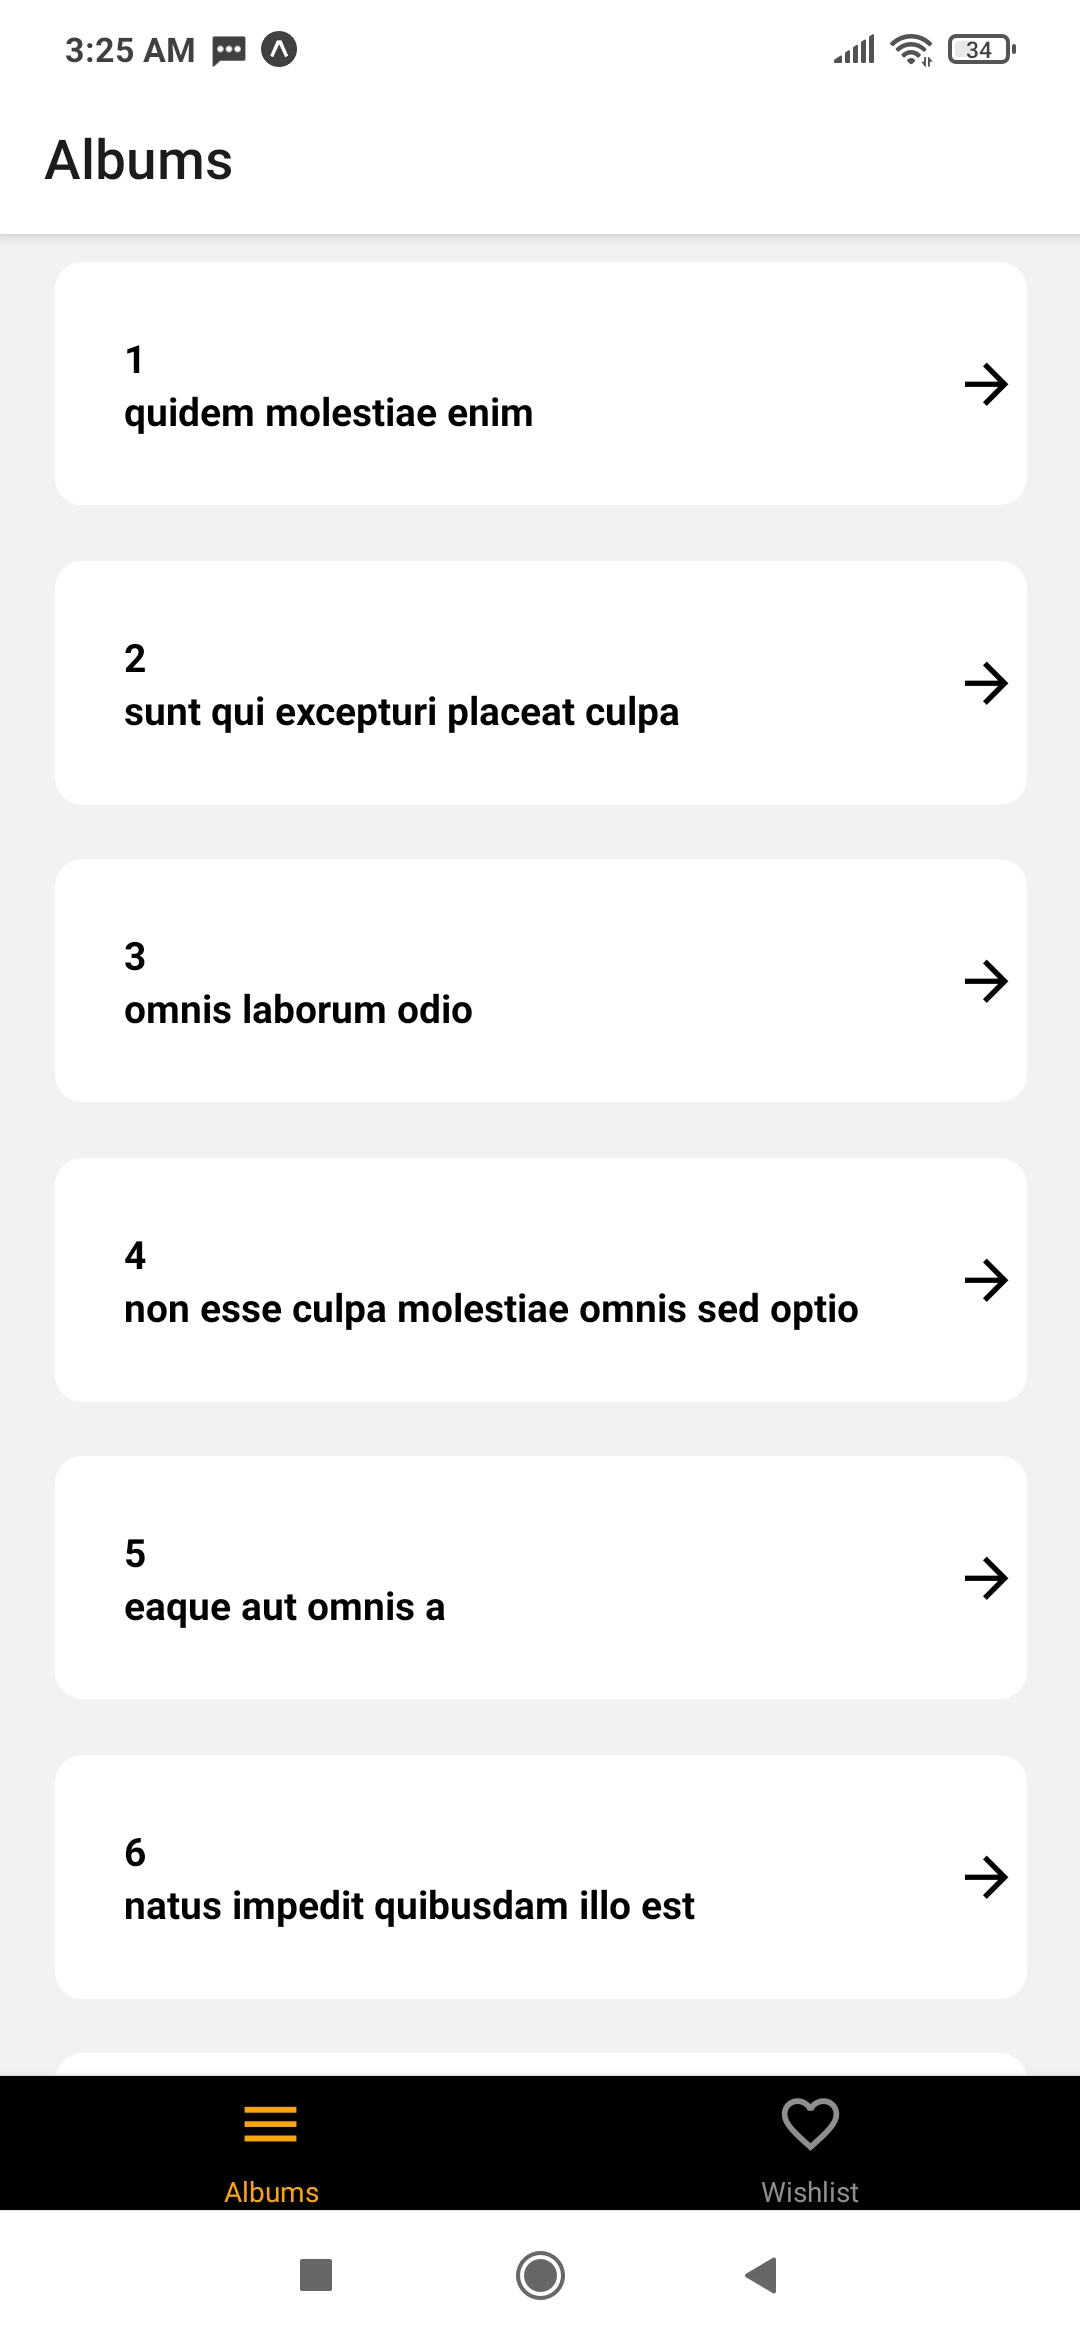 3:25 AM
34
Albums
1
quidem molestiae enim
2
sunt qui excepturi placeat culpa
3
omnis laborum odio
4
non esse culpa molestiae omnis sed optio
5
eaque aut omnis a
6
natus impedit quibusdam illo est
Albums
Wishlist